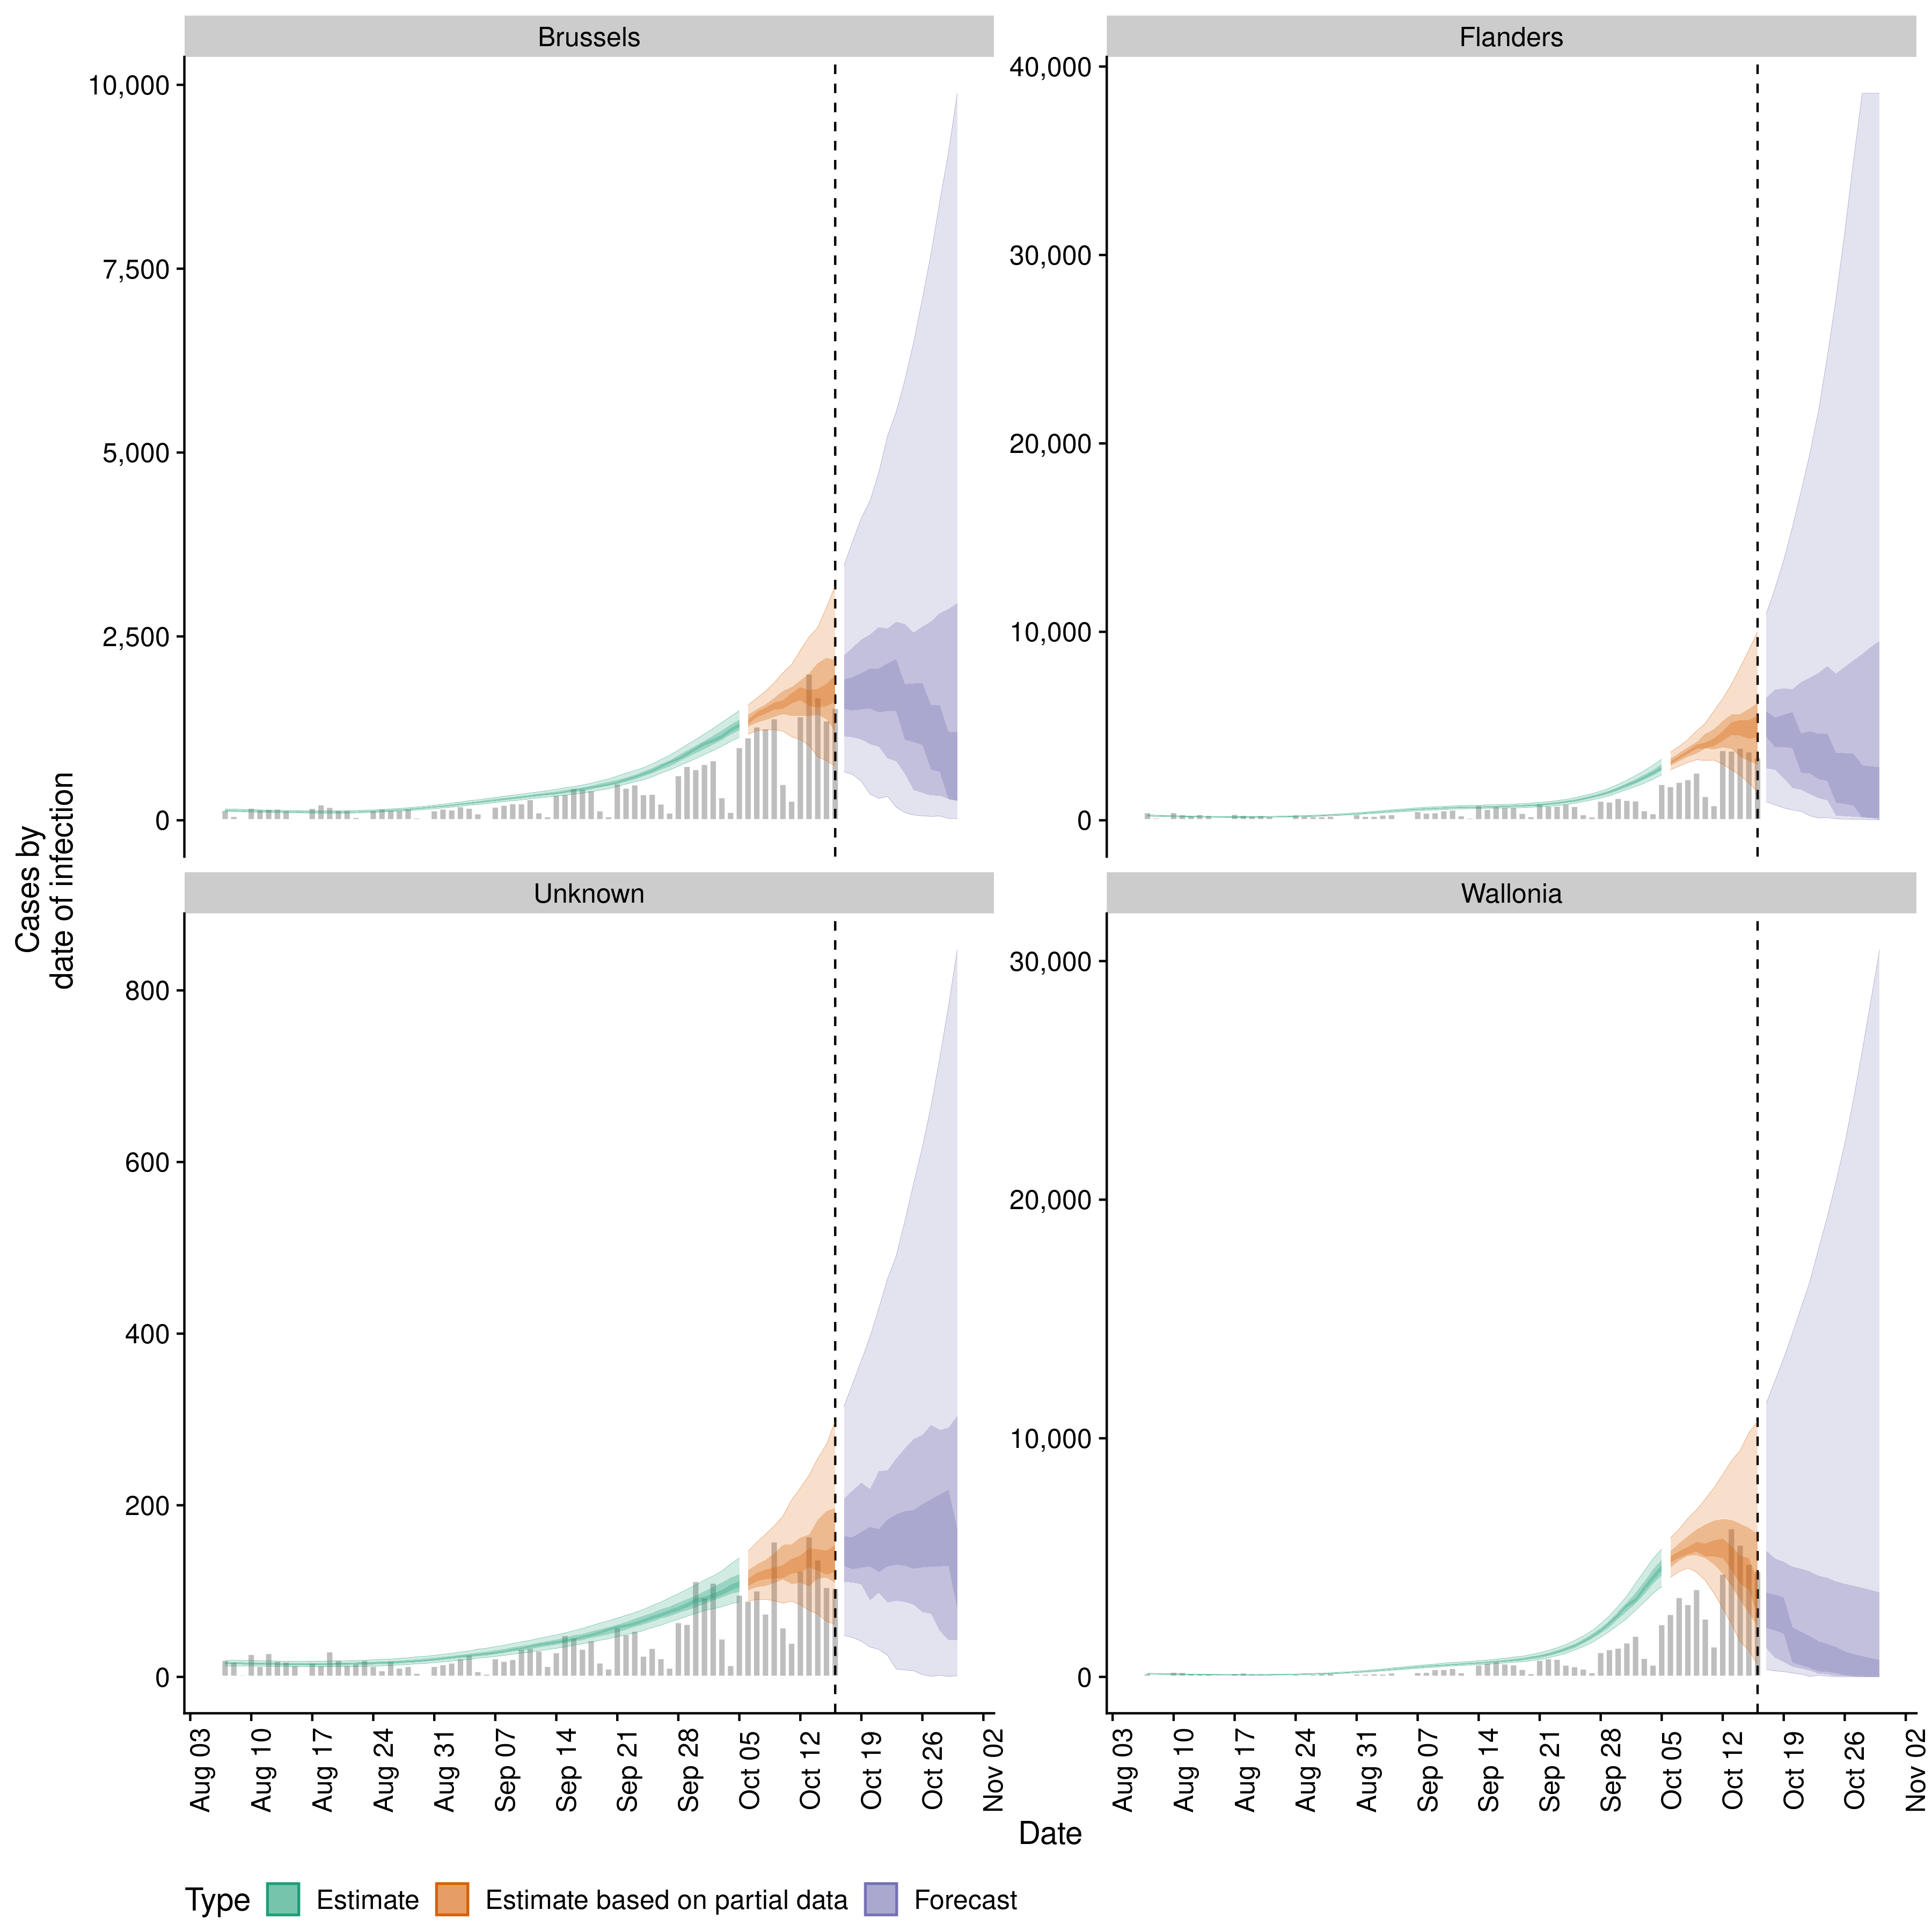 Brussels
Flanders
10,000
7,500
5,000
2,500
0
40,000
30,000
20,000
10,000
0
Cases by
date of infection
Unknown
Wallonia
800
600
400
200
0
30,000
20,000
10,000
0
Aug 03
Aug 10
Aug 17
Aug 24
Aug 31
Sep 07
Sep 14
Sep 21
Sep 28
Oct 05
Oct 12
Oct 19
Oct 26
Nov 02
Aug 03
Aug 10
Aug 17
Aug 24
Aug 31
Sep 07
Sep 14
Sep 21
Sep 28
Oct 05
Oct 12
Oct 19
Oct 26
Nov 02
Date
Type Estimate Estimate based on partial data Forecast